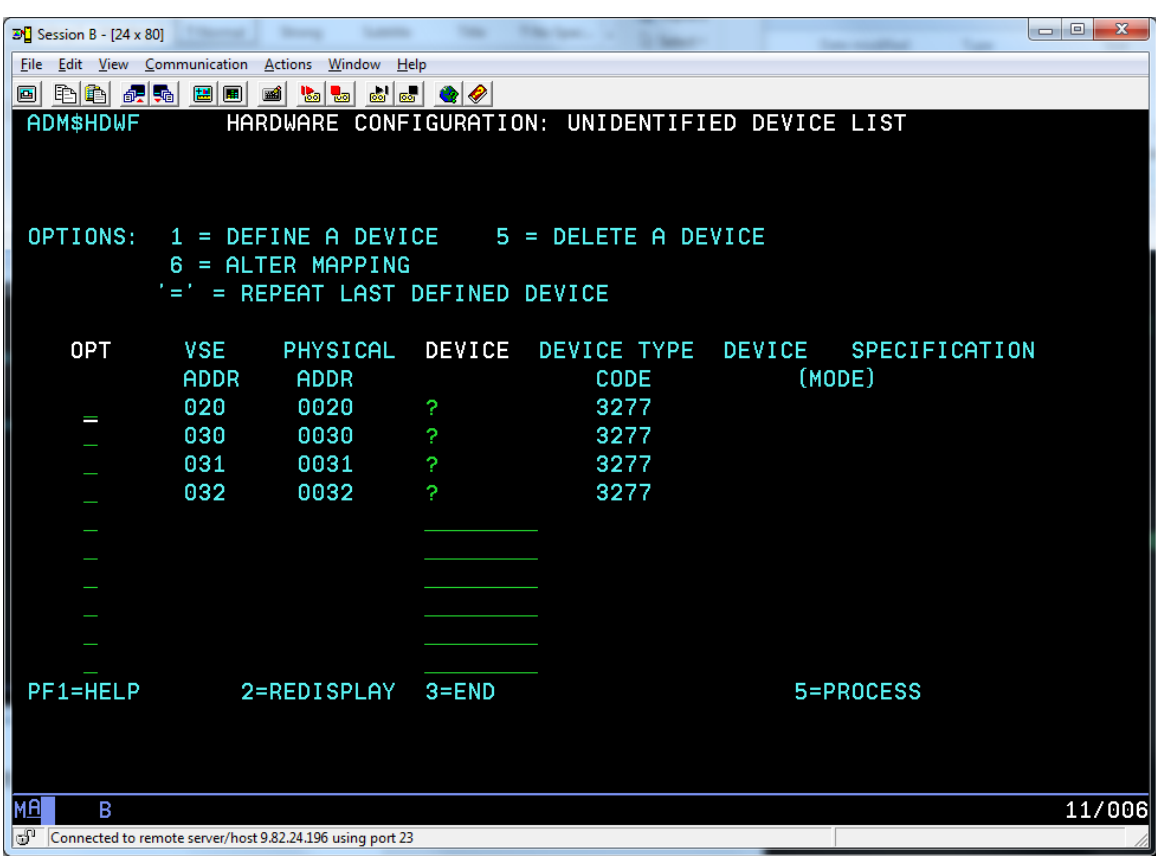 Session B - [24 x 80]
File Edit View Communication Actions Window Help
ADM$HDWF HARDWARE CONFIGURATION: UNIDENTIFIED DEVICE LIST
OPTIONS: 1 = DEFINE A DEVICE 5 = DELETE A DEVICE
6 = ALTER MAPPING
'=' = REPEAT LAST DEFINED DEVICE
OPT VSE PHYSICAL DEVICE DEVICE TYPE DEVICE SPECIFICATION
ADDR ADDR CODE (MODE)
_ 020 0020 ? 3277
_ 030 0030 ? 3277
_ 031 0031 ? 3277
_ 032 0032 ? 3277
PF1=HELP 2=REDISPLAY 3=END 5=PROCESS
MA B 11/006
Connected to remote server/host 9.82.24.196 using port 23